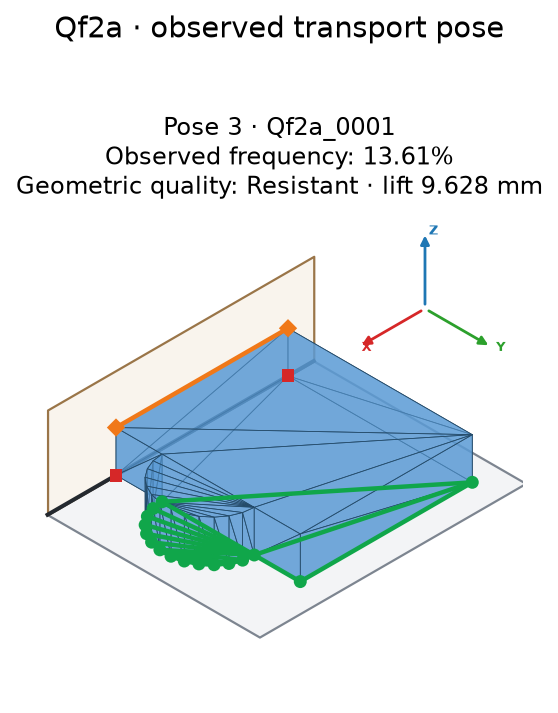 Qf2a · observed transport pose
Pose 3 · Qf2a_0001
Observed frequency: 13.61%
Geometric quality: Resistant · lift 9.628 mm
Z
X
Y